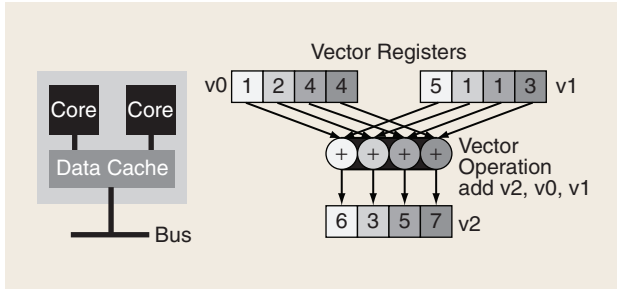 Vector Registers
v0 1 2 4 4
5 1 1 3 v1
Core Core
Data Cache
Bus
+ + + +
Vector
Operation
add v2, v0, v1
6 3 5 7 v2